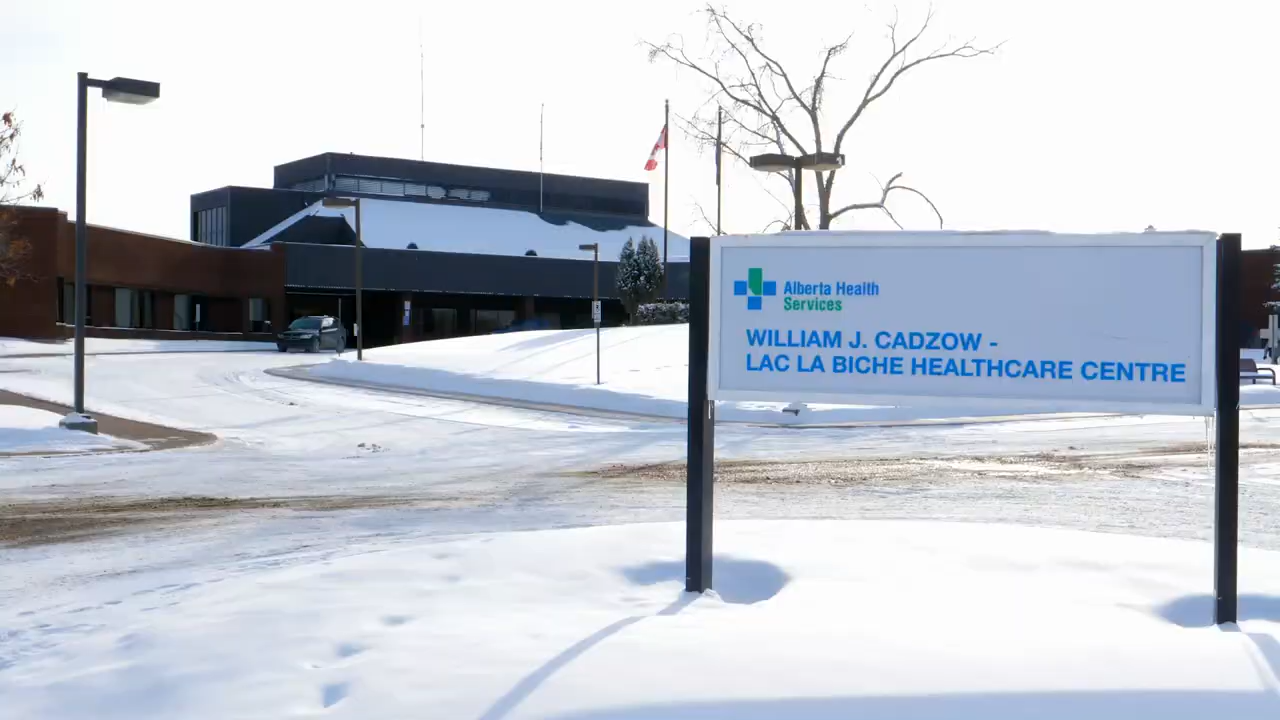 Alberta Health
Services
WILLIAM J. CADZOW -
LAC LA BICHE HEALTHCARE CENTRE